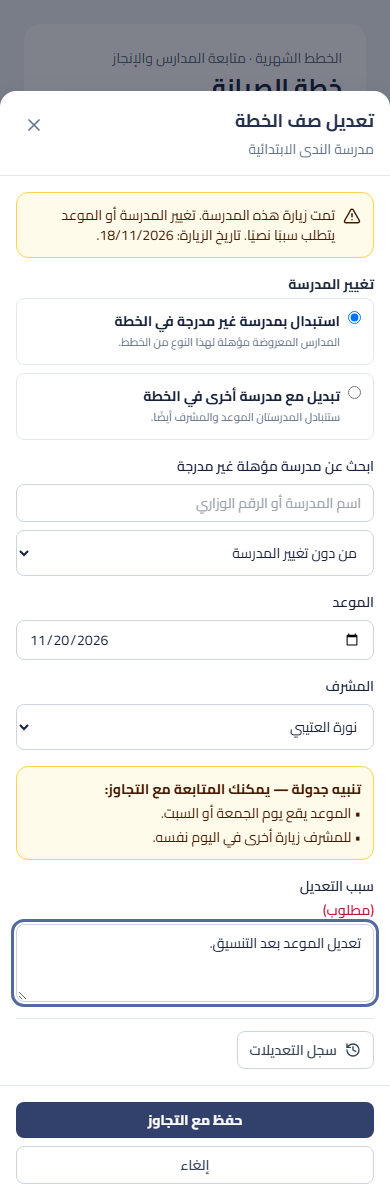 الخطط الشهرية · متابعة المدارس والإنجاز
خطة الصيانة
تعديل صف الخطة
مدرسة الندى الابتدائية
تمت زيارة هذه المدرسة. تغيير المدرسة أو الموعد
يتطلب سببًا نصيًا. تاريخ الزيارة: 18/11/2026.
تغيير المدرسة
استبدال بمدرسة غير مدرجة في الخطة
المدارس المعروضة مؤهلة لهذا النوع من الخطط.
تبديل مع مدرسة أخرى في الخطة
ستتبادل المدرستان الموعد والمشرف أيضًا.
ابحث عن مدرسة مؤهلة غير مدرجة
اسم المدرسة أو الرقم الوزاري
من دون تغيير المدرسة
الموعد
11/20/2026
المشرف
نورة العتيبي
تنبيه جدولة — يمكنك المتابعة مع التجاوز:
• الموعد يقع يوم الجمعة أو السبت.
• للمشرف زيارة أخرى في اليوم نفسه.
سبب التعديل
(مطلوب)
تعديل الموعد بعد التنسيق.
سجل التعديلات
حفظ مع التجاوز
إلغاء